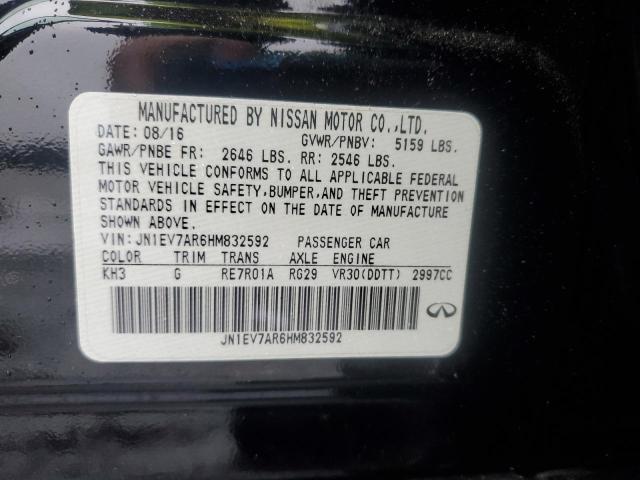 MANUFACTURED BY NISSAN MOTOR CO.,LTD.
DATE: 08/16 GVWR/PNBV: 5159 LBS.
GAWR/PNBE FR: 2646 LBS. RR: 2546 LBS.
THIS VEHICLE CONFORMS TO ALL APPLICABLE FEDERAL
MOTOR VEHICLE SAFETY,BUMPER,AND THEFT PREVENTION
STANDARDS IN EFFECT ON THE DATE OF MANUFACTURE
SHOWN ABOVE.
VIN:JN1EV7AR6HM832592 PASSENGER CAR
COLOR TRIM TRANS AXLE ENGINE
KH3 G RE7R01A RG29 VR30(DDTT) 2997CC
JN1EV7AR6HM832592